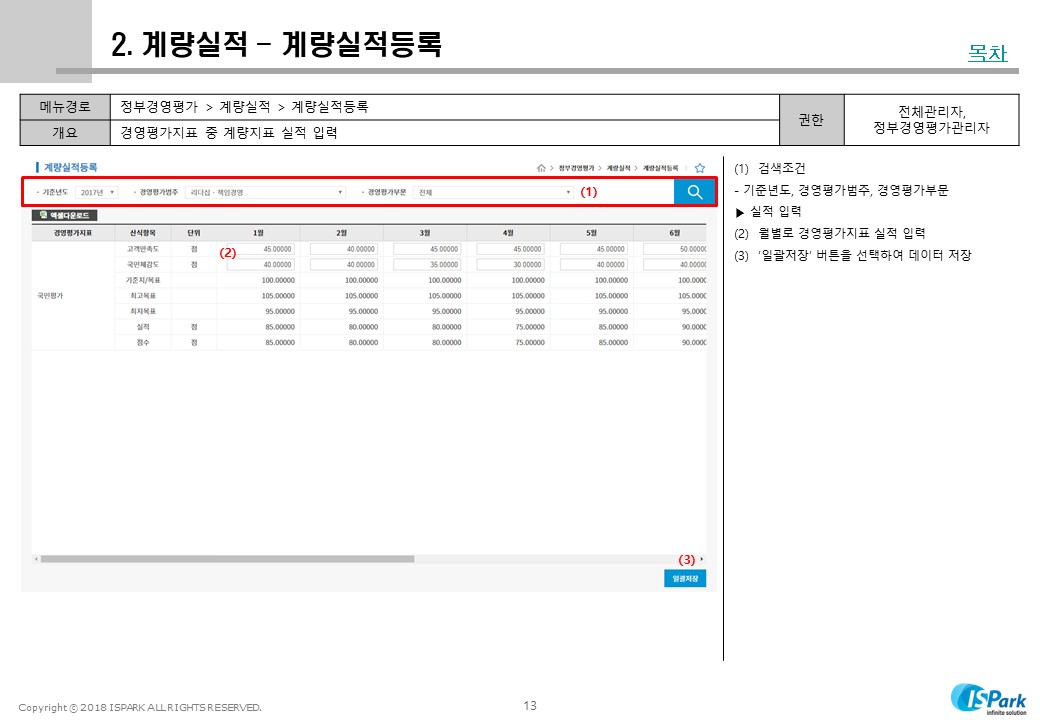 2. 계량실적 – 계량실적등록
목차
메뉴경로
정부경영평가 > 계량실적 > 계량실적등록
개요
경영평가지표 중 계량지표 실적 입력
권한
전체관리자,
정부경영평가관리자
계량실적등록
> 정부경영평가 > 계량실적 > 계량실적등록
· 기준년도 2017년 · 경영평가범주 리더십 · 책임경영 · 경영평가부문 전체 (1)
엑셀다운로드
경영평가지표 산식항목 단위 1월 2월 3월 4월 5월 6월
(2)
고객만족도 점 45.00000 40.00000 45.00000 45.00000 45.00000 50.0000
국민체감도 점 40.00000 40.00000 35.00000 30.00000 40.00000 40.0000
기준치/목표 100.00000 100.00000 100.00000 100.00000 100.00000 100.0000
국민평가 최고목표 105.00000 105.00000 105.00000 105.00000 105.00000 105.0000
최저목표 95.00000 95.00000 95.00000 95.00000 95.00000 95.0000
실적 점 85.00000 80.00000 80.00000 75.00000 85.00000 90.0000
점수 점 85.00000 80.00000 80.00000 75.00000 85.00000 90.0000
(3)
일괄저장
(1) 검색조건
- 기준년도, 경영평가범주, 경영평가부문
▶ 실적 입력
(2) 월별로 경영평가지표 실적 입력
(3) '일괄저장' 버튼을 선택하여 데이터 저장
Copyright ⓒ 2018 ISPARK ALL RIGHTS RESERVED.
13
ISPark
infinite solution